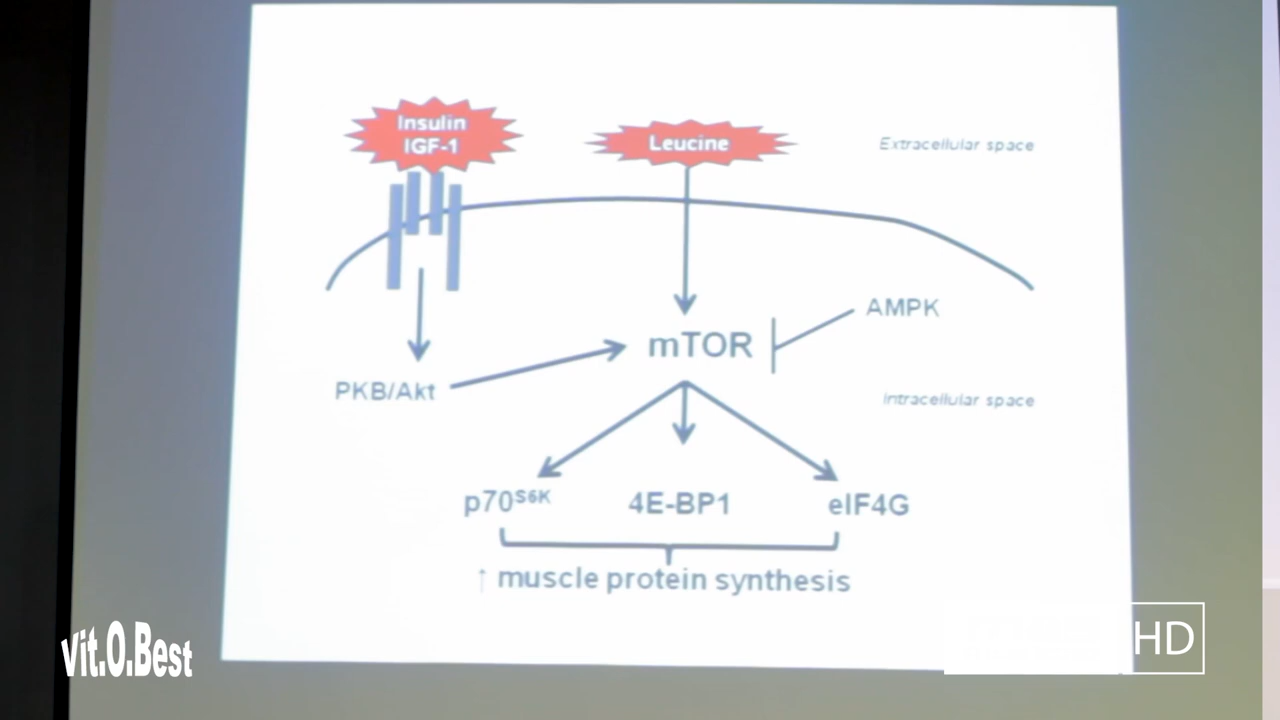 Insulin
IGF-1
Leucine
Extracellular space
AMPK
mTOR
PKB/Akt
Intracellular space
p70S6K
4E-BP1
eIF4G
↑ muscle protein synthesis
Vit.O.Best
HD